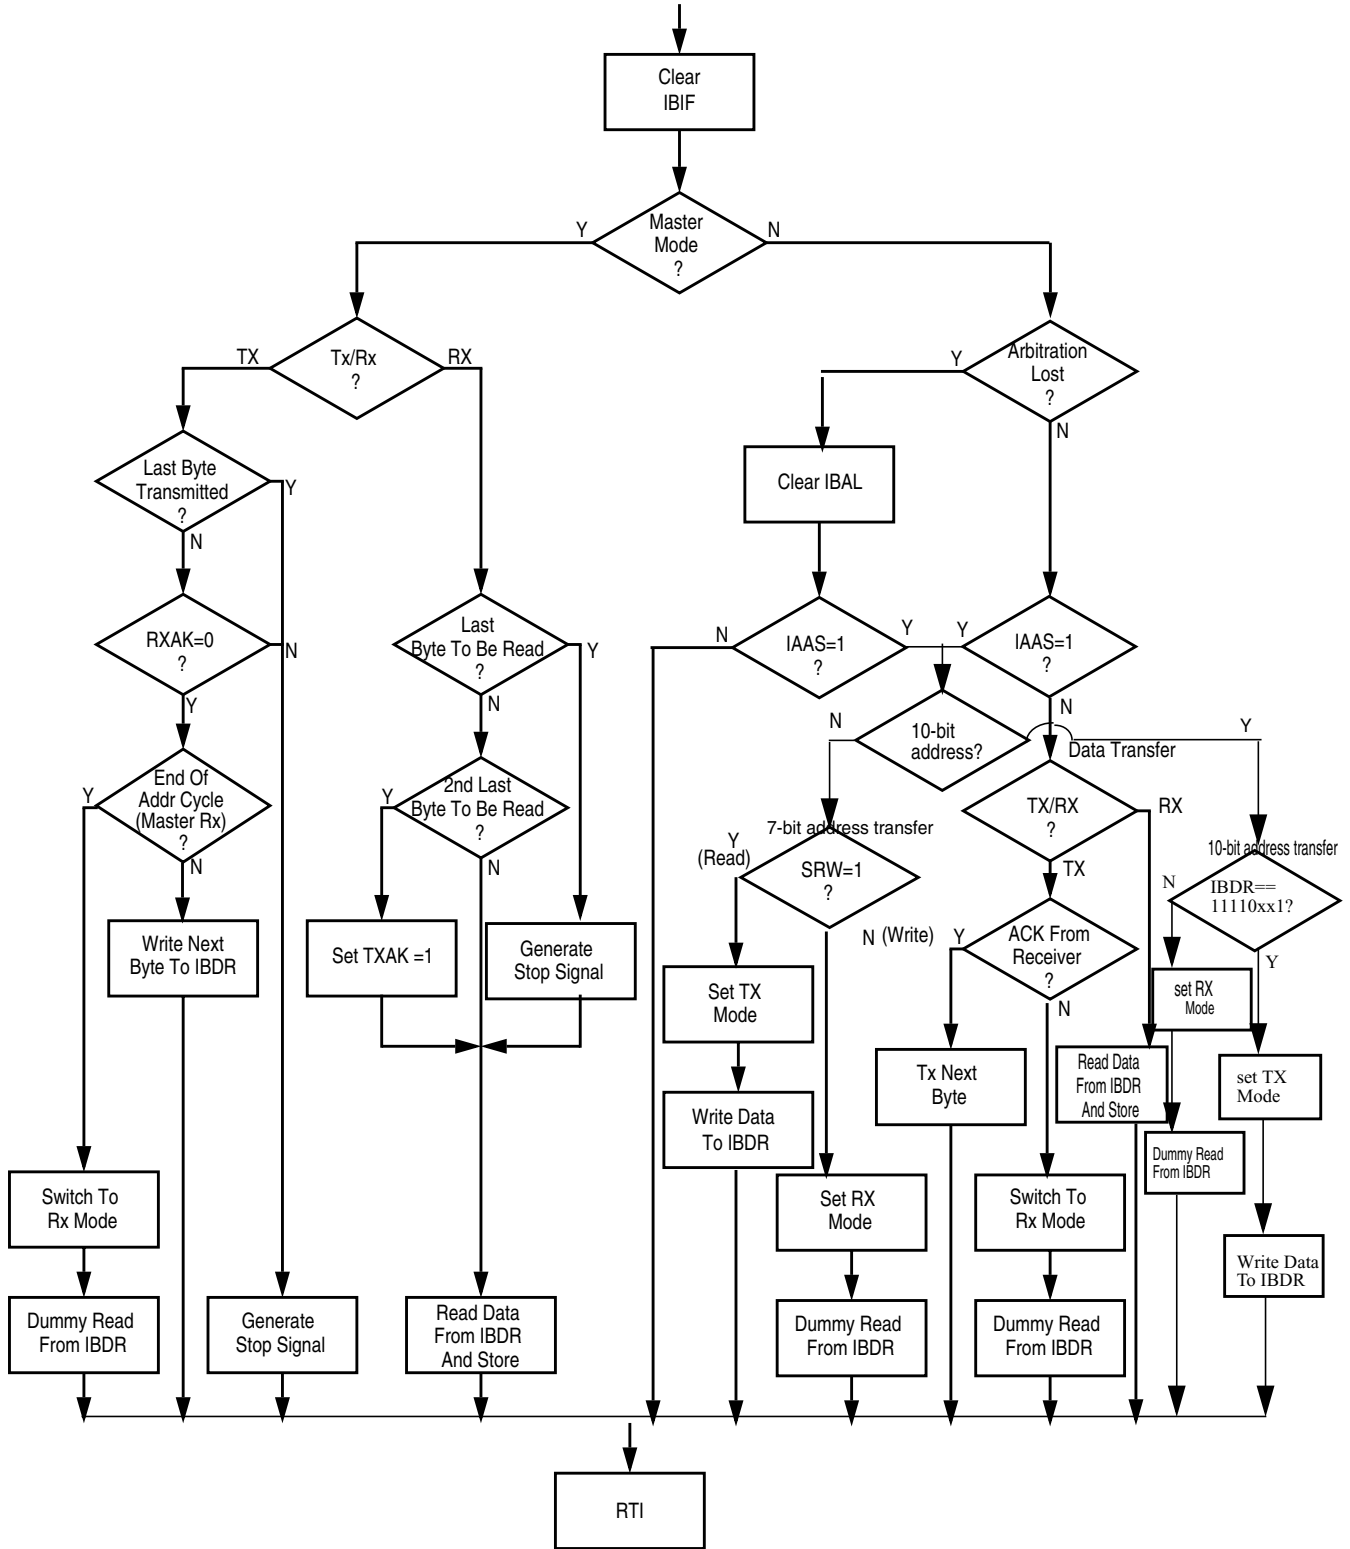 Clear
IBIF
Master
Mode
?
Y
N
Tx/Rx
?
TX
RX
Arbitration
Lost
?
Y
N
Last Byte
Transmitted
?
Y
N
Clear IBAL
RXAK=0
?
N
Y
Last
Byte To Be Read
?
Y
N
IAAS=1
?
N
Y
IAAS=1
?
Y
N
10-bit
address?
N
Y
Data Transfer
End Of
Addr Cycle
(Master Rx)
?
Y
N
2nd Last
Byte To Be Read
?
Y
N
7-bit address transfer
SRW=1
?
Y
(Read)
N (Write)
TX/RX
?
RX
TX
10-bit address transfer
IBDR==
11110xx1?
N
Y
Write Next
Byte To IBDR
Set TXAK =1
Generate
Stop Signal
Set TX
Mode
ACK From
Receiver
?
Y
N
set RX
Mode
Tx Next
Byte
Read Data
From IBDR
And Store
set TX
Mode
Write Data
To IBDR
Dummy Read
From IBDR
Switch To
Rx Mode
Set RX
Mode
Switch To
Rx Mode
Write Data
To IBDR
Dummy Read
From IBDR
Generate
Stop Signal
Read Data
From IBDR
And Store
Dummy Read
From IBDR
Dummy Read
From IBDR
RTI